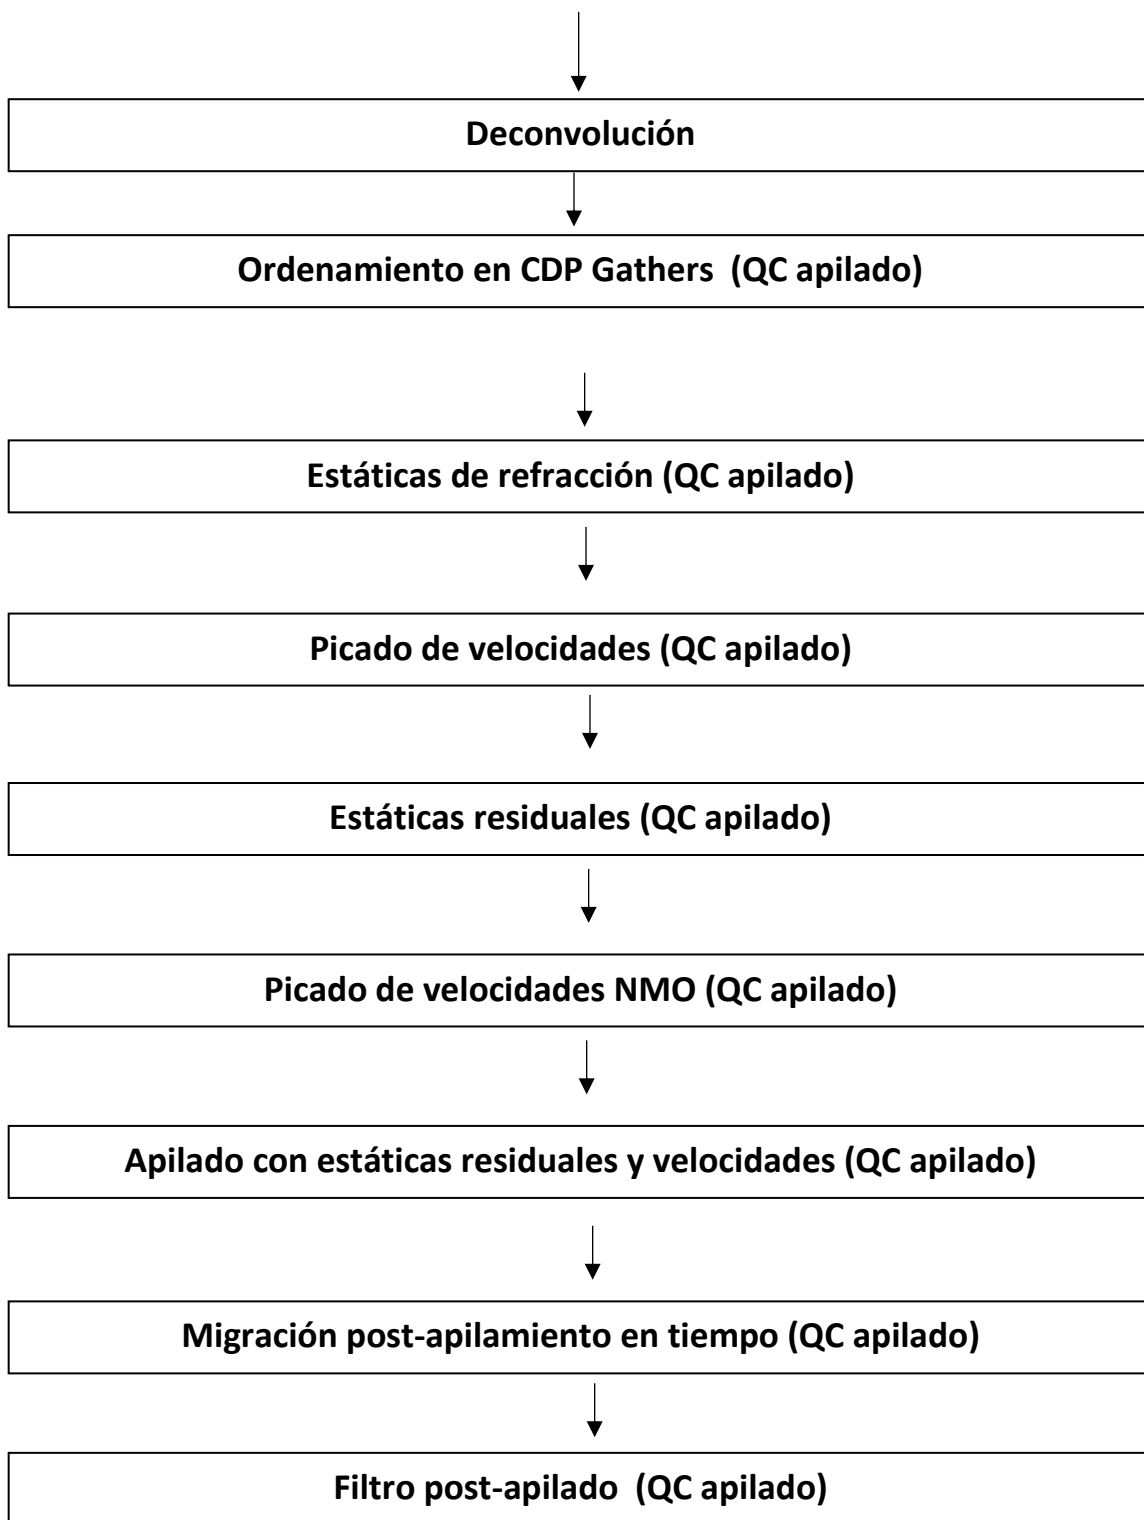 Deconvolución
Ordenamiento en CDP Gathers  (QC apilado)
Estáticas de refracción (QC apilado)
Picado de velocidades (QC apilado)
Estáticas residuales (QC apilado)
Picado de velocidades NMO (QC apilado)
Apilado con estáticas residuales y velocidades (QC apilado)
Migración post-apilamiento en tiempo (QC apilado)
Filtro post-apilado  (QC apilado)